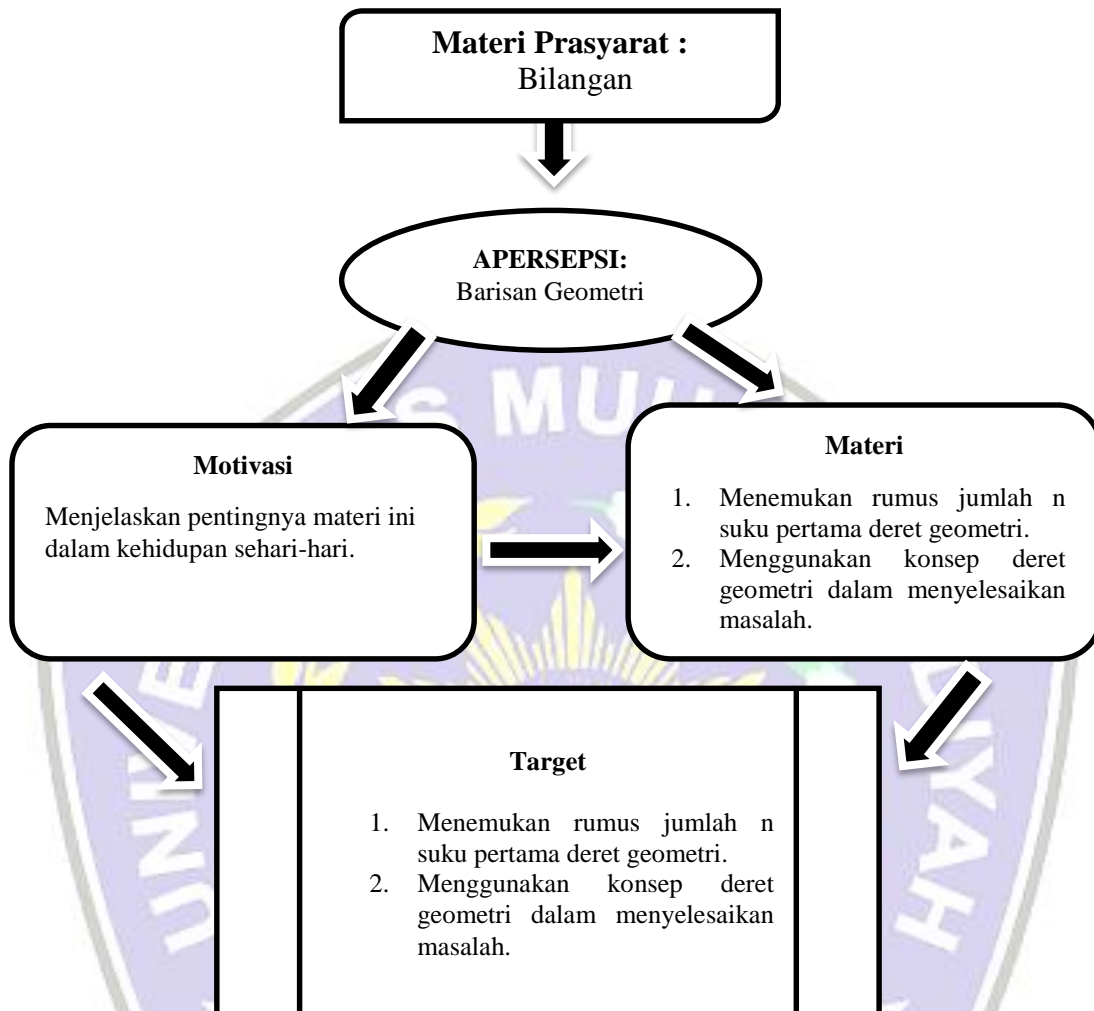 Materi Prasyarat :
Bilangan
APERSEPSI:
Barisan Geometri
Motivasi
Menjelaskan pentingnya materi ini
dalam kehidupan sehari-hari.
Materi
1. Menemukan rumus jumlah n
suku pertama deret geometri.
2. Menggunakan konsep deret
geometri dalam menyelesaikan
masalah.
Target
1. Menemukan rumus jumlah n
suku pertama deret geometri.
2. Menggunakan konsep deret
geometri dalam menyelesaikan
masalah.